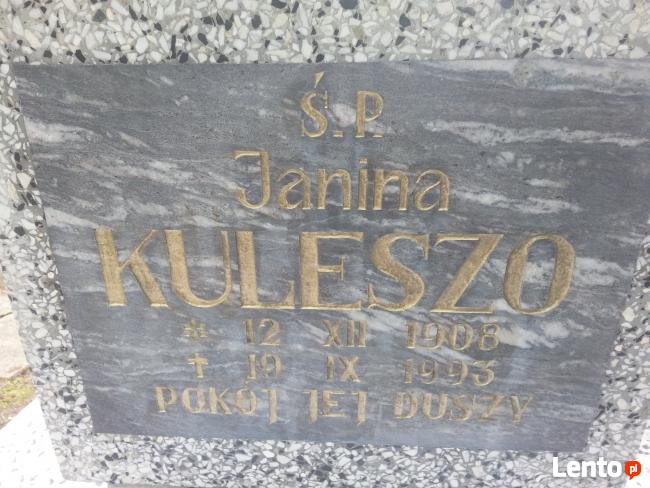 Ś.P.
Janina
KULESZO
* 12 XII 1908
† 19 IX 1993
POKÓJ JEJ DUSZY
Lento.pl